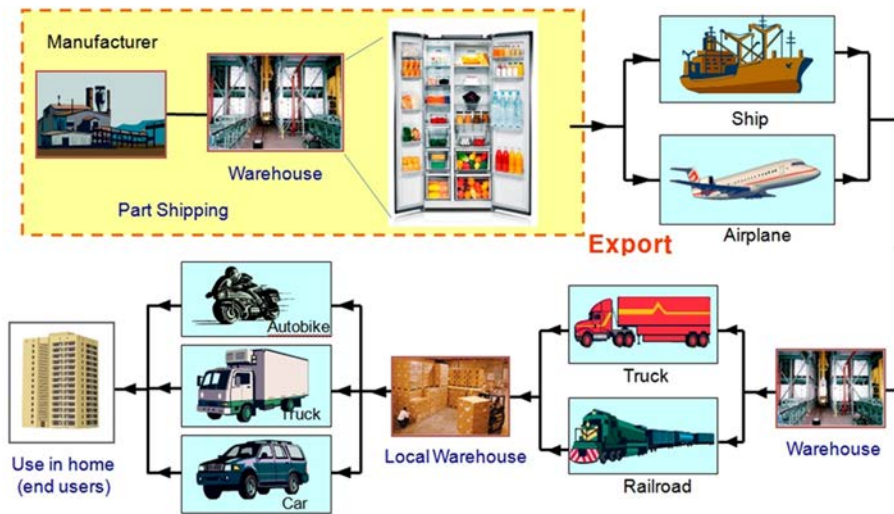 Manufacturer
Warehouse
Part Shipping
Ship
Airplane
Export
Autobike
Truck
Car
Use in home
(end users)
Local Warehouse
Truck
Railroad
Warehouse